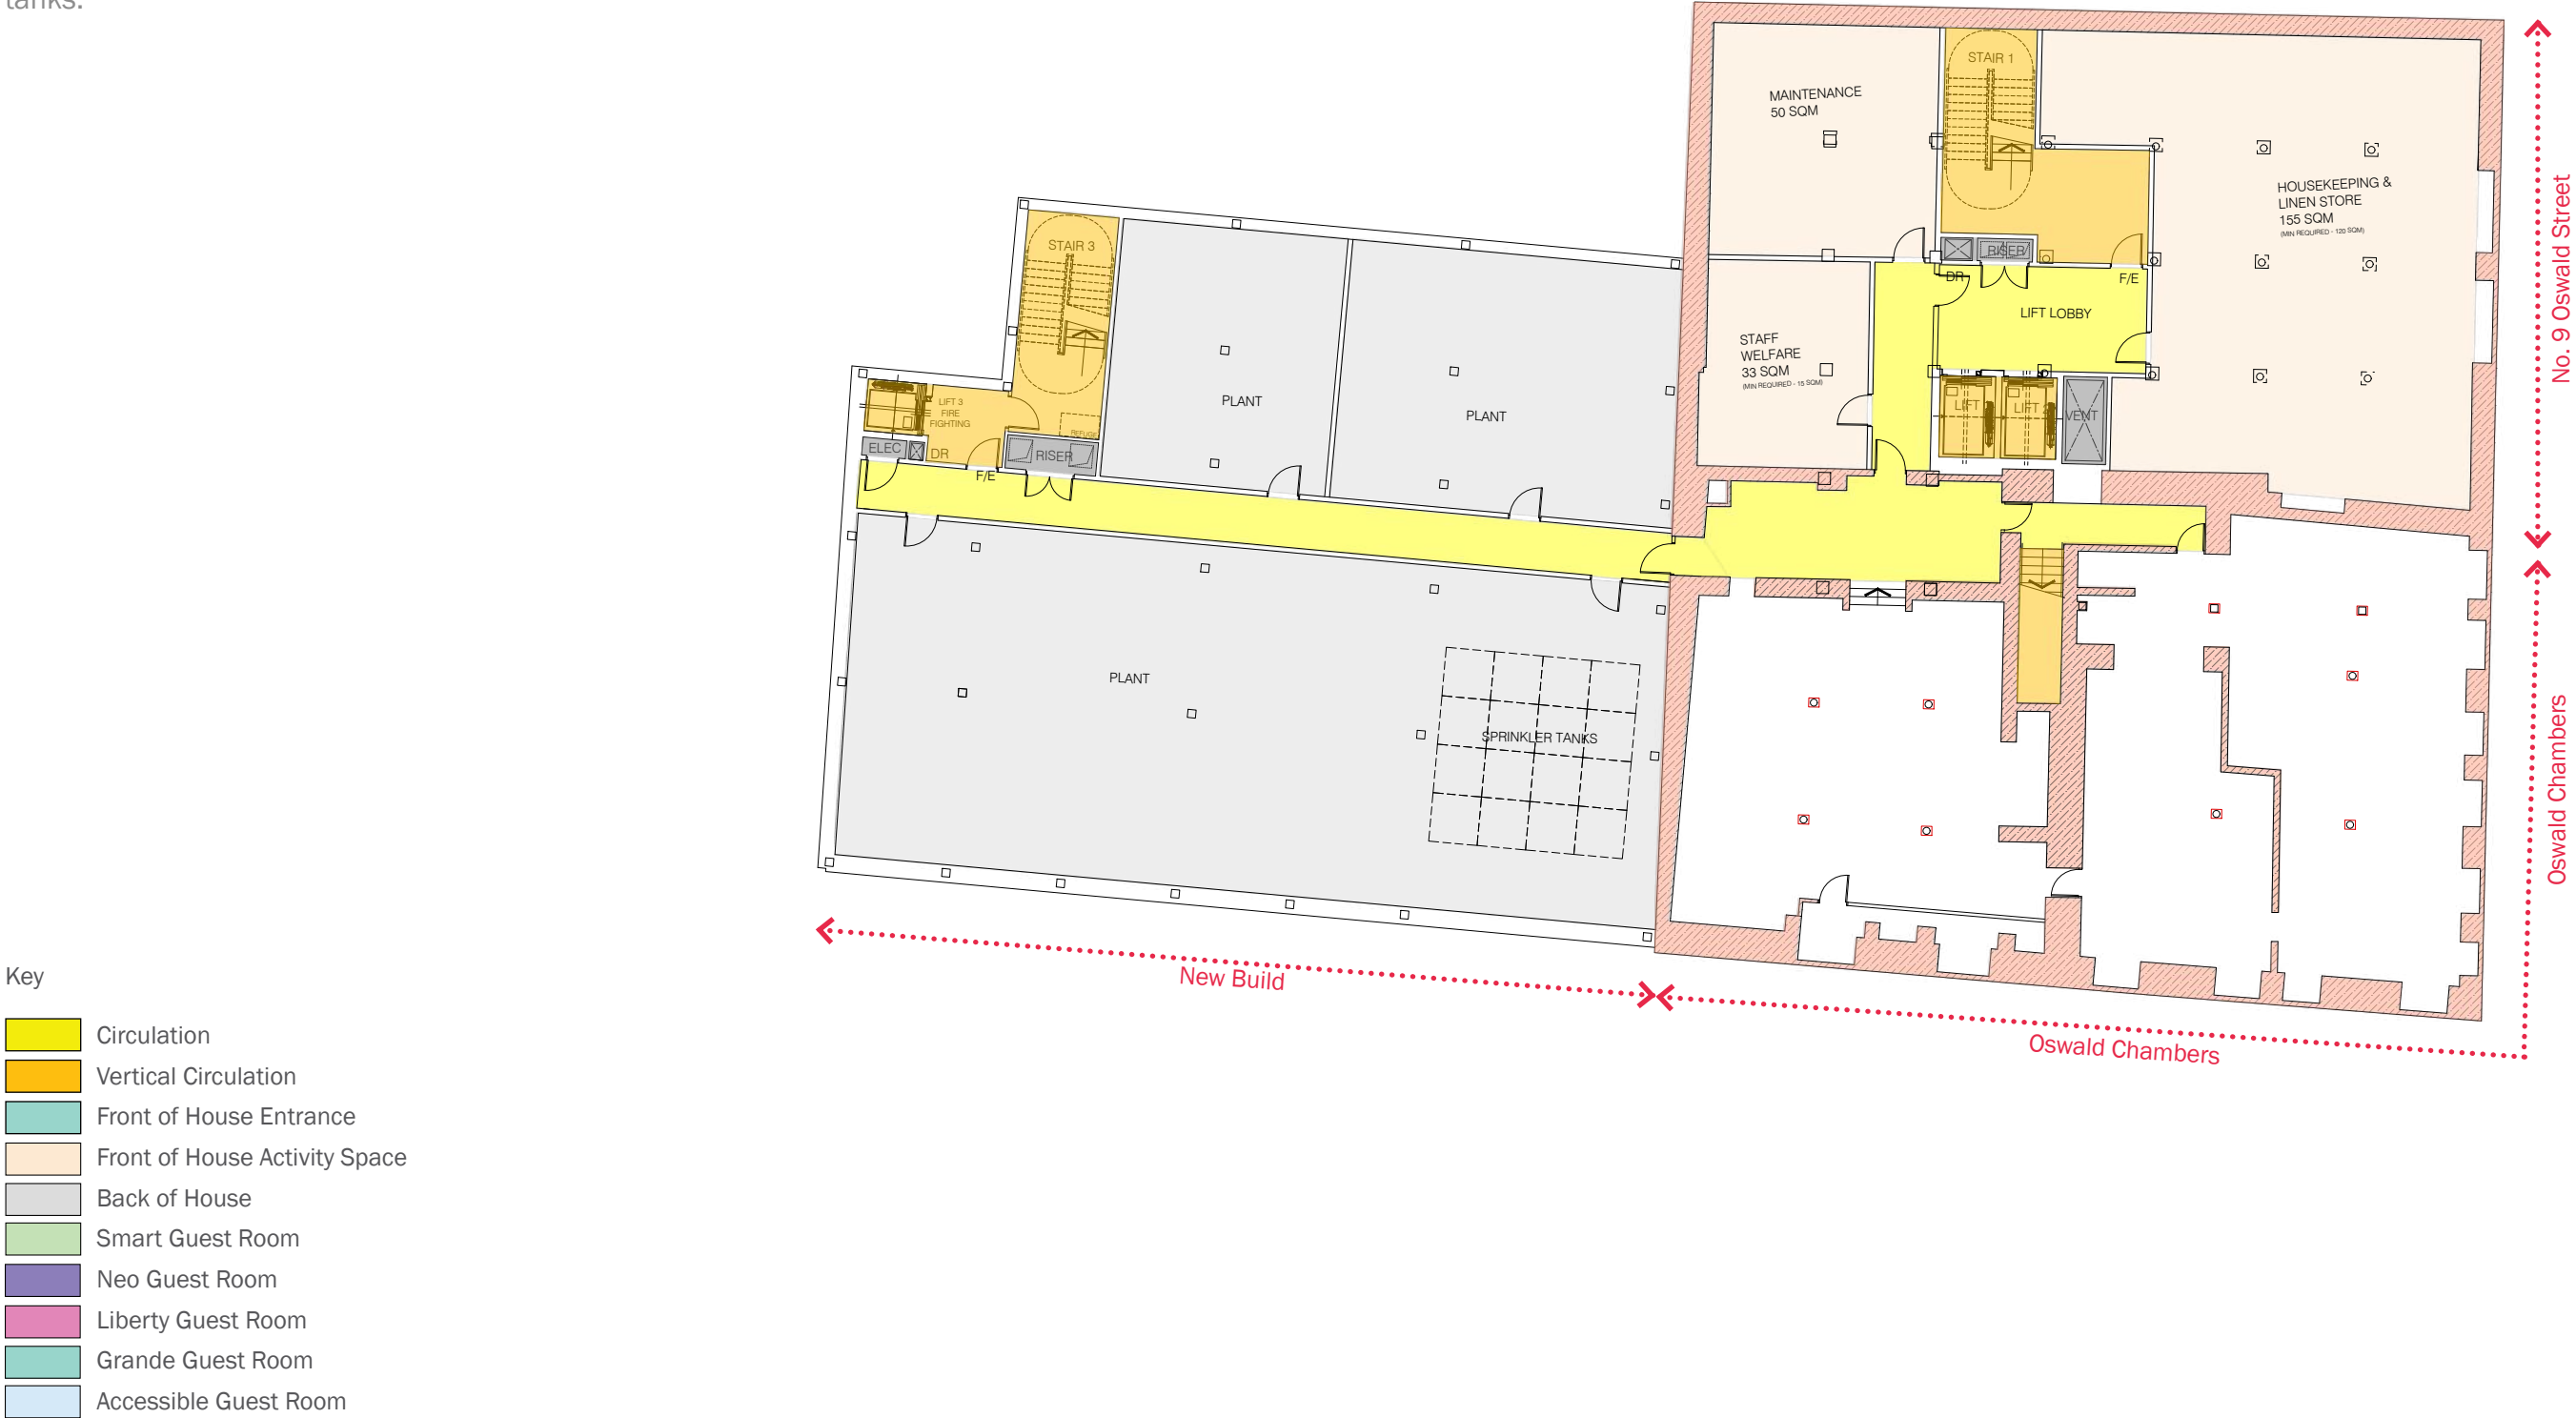 tanks.
STAIR 1
MAINTENANCE
50 SQM
HOUSEKEEPING &
LINEN STORE
155 SQM
(MIN REQUIRED - 120 SQM)
No. 9 Oswald Street
STAIR 3
RISER
DR
F/E
LIFT LOBBY
STAFF
WELFARE
33 SQM
(MIN REQUIRED - 15 SQM)
PLANT
PLANT
LIFT 3
FIRE
FIGHTING
REFUGE
LIFT
LIFT
VENT
ELEC
DR
RISER
F/E
PLANT
SPRINKLER TANKS
Oswald Chambers
New Build
Oswald Chambers
Key
Circulation
Vertical Circulation
Front of House Entrance
Front of House Activity Space
Back of House
Smart Guest Room
Neo Guest Room
Liberty Guest Room
Grande Guest Room
Accessible Guest Room